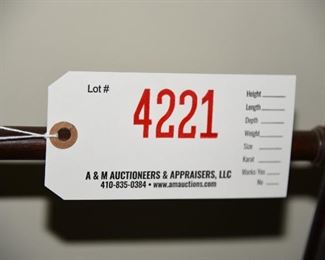 Lot #
4221
Height
Length
Depth
Weight
Size
Karat
Marks Yes
No
A & M AUCTIONEERS & APPRAISERS, LLC
410-835-0384 • www.amauctions.com